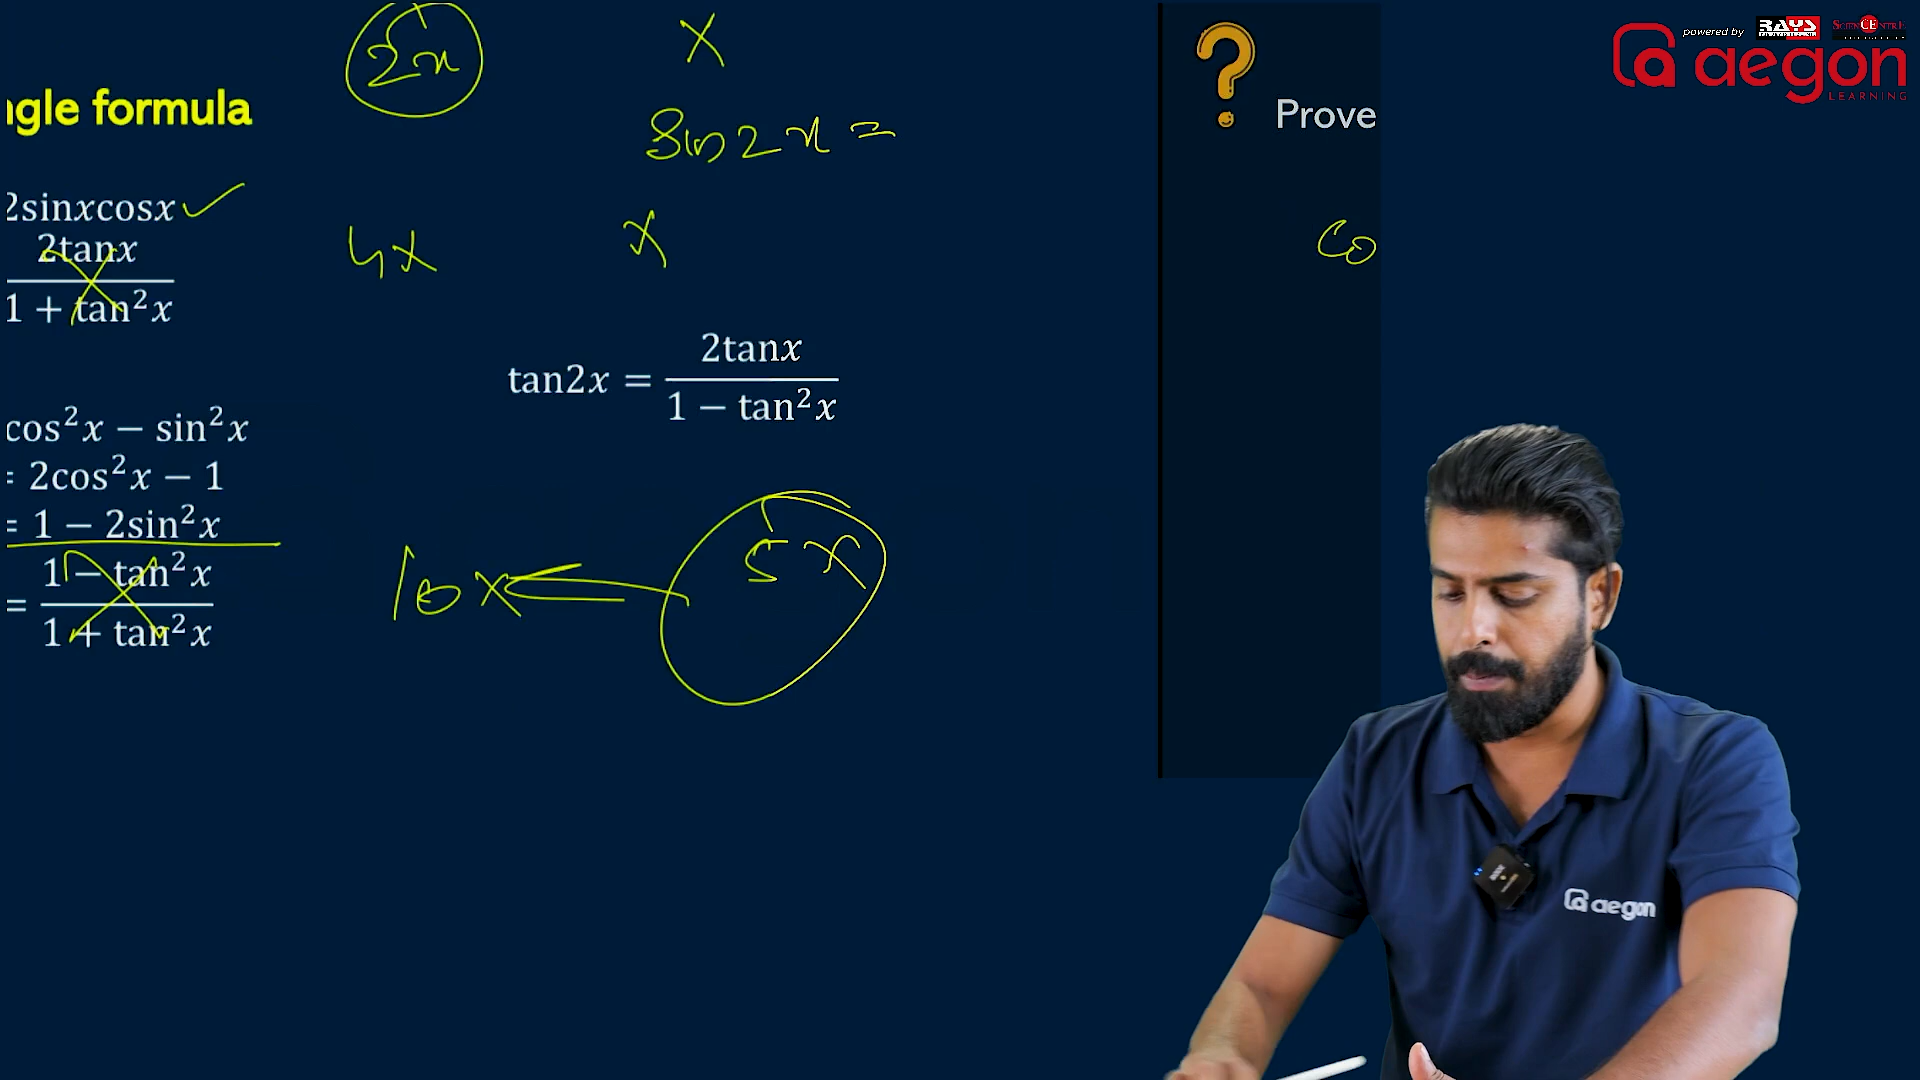 2x
x
ngle formula
Prove
powered by RAYS
aegon
LEARNING
sin2x =
2sinxcosx
2tanx
1 + tan²x
4x
x
Co
tan2x = 2tanx
1 − tan²x
cos²x − sin²x
= 2cos²x − 1
= 1 − 2sin²x
= 1 − tan²x
1 + tan²x
10x
5x
aegon